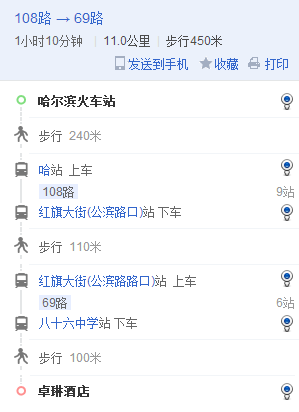 108路 → 69路
1小时10分钟 | 11.0公里 | 步行450米
发送到手机 收藏 打印
哈尔滨火车站
步行 240米
哈站 上车
108路 9站
红旗大街(公滨路口)站 下车
步行 110米
红旗大街(公滨路路口)站 上车
69路 6站
八十六中学站 下车
步行 100米
卓琳酒店